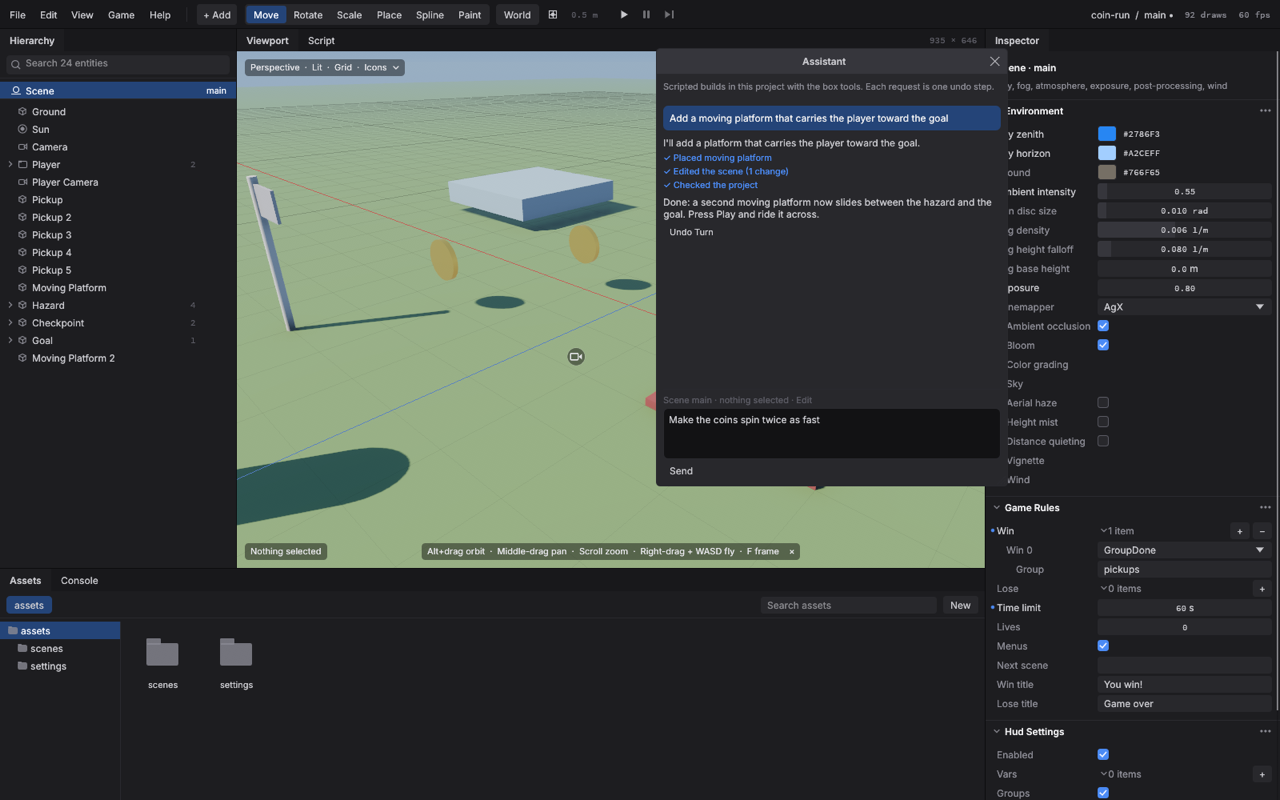 File Edit View Game Help + Add Move Rotate Scale Place Spline Paint World 0.5 m coin-run / main • 92 draws 60 fps
Hierarchy
Search 24 entities
Scene main
Ground
Sun
Camera
Player 2
Player Camera
Pickup
Pickup 2
Pickup 3
Pickup 4
Pickup 5
Moving Platform
Hazard 4
Checkpoint 2
Goal 1
Moving Platform 2
Viewport Script 935 × 646
Perspective · Lit · Grid · Icons
Nothing selected
Alt+drag orbit · Middle-drag pan · Scroll zoom · Right-drag + WASD fly · F frame ×
Assistant
Scripted builds in this project with the box tools. Each request is one undo step.
Add a moving platform that carries the player toward the goal
I'll add a platform that carries the player toward the goal.
✓ Placed moving platform
✓ Edited the scene (1 change)
✓ Checked the project
Done: a second moving platform now slides between the hazard and the
goal. Press Play and ride it across.
Undo Turn
Scene main · nothing selected · Edit
Make the coins spin twice as fast
Send
Inspector
ene · main
y, fog, atmosphere, exposure, post-processing, wind
Environment
y zenith #2786F3
y horizon #A2CEFF
ound #766F65
mbient intensity 0.55
n disc size 0.010 rad
g density 0.006 1/m
g height falloff 0.080 1/m
g base height 0.0 m
posure 0.80
nemapper AgX
Ambient occlusion
Bloom
Color grading
Sky
Aerial haze
Height mist
Distance quieting
Vignette
Wind
Game Rules
Win 1 item + −
Win 0 GroupDone
Group pickups
Lose 0 items +
Time limit 60 s
Lives 0
Menus
Next scene
Win title You win!
Lose title Game over
Hud Settings
Enabled
Vars 0 items +
Groups
Assets Console
assets Search assets New
assets
scenes
settings
scenes settings